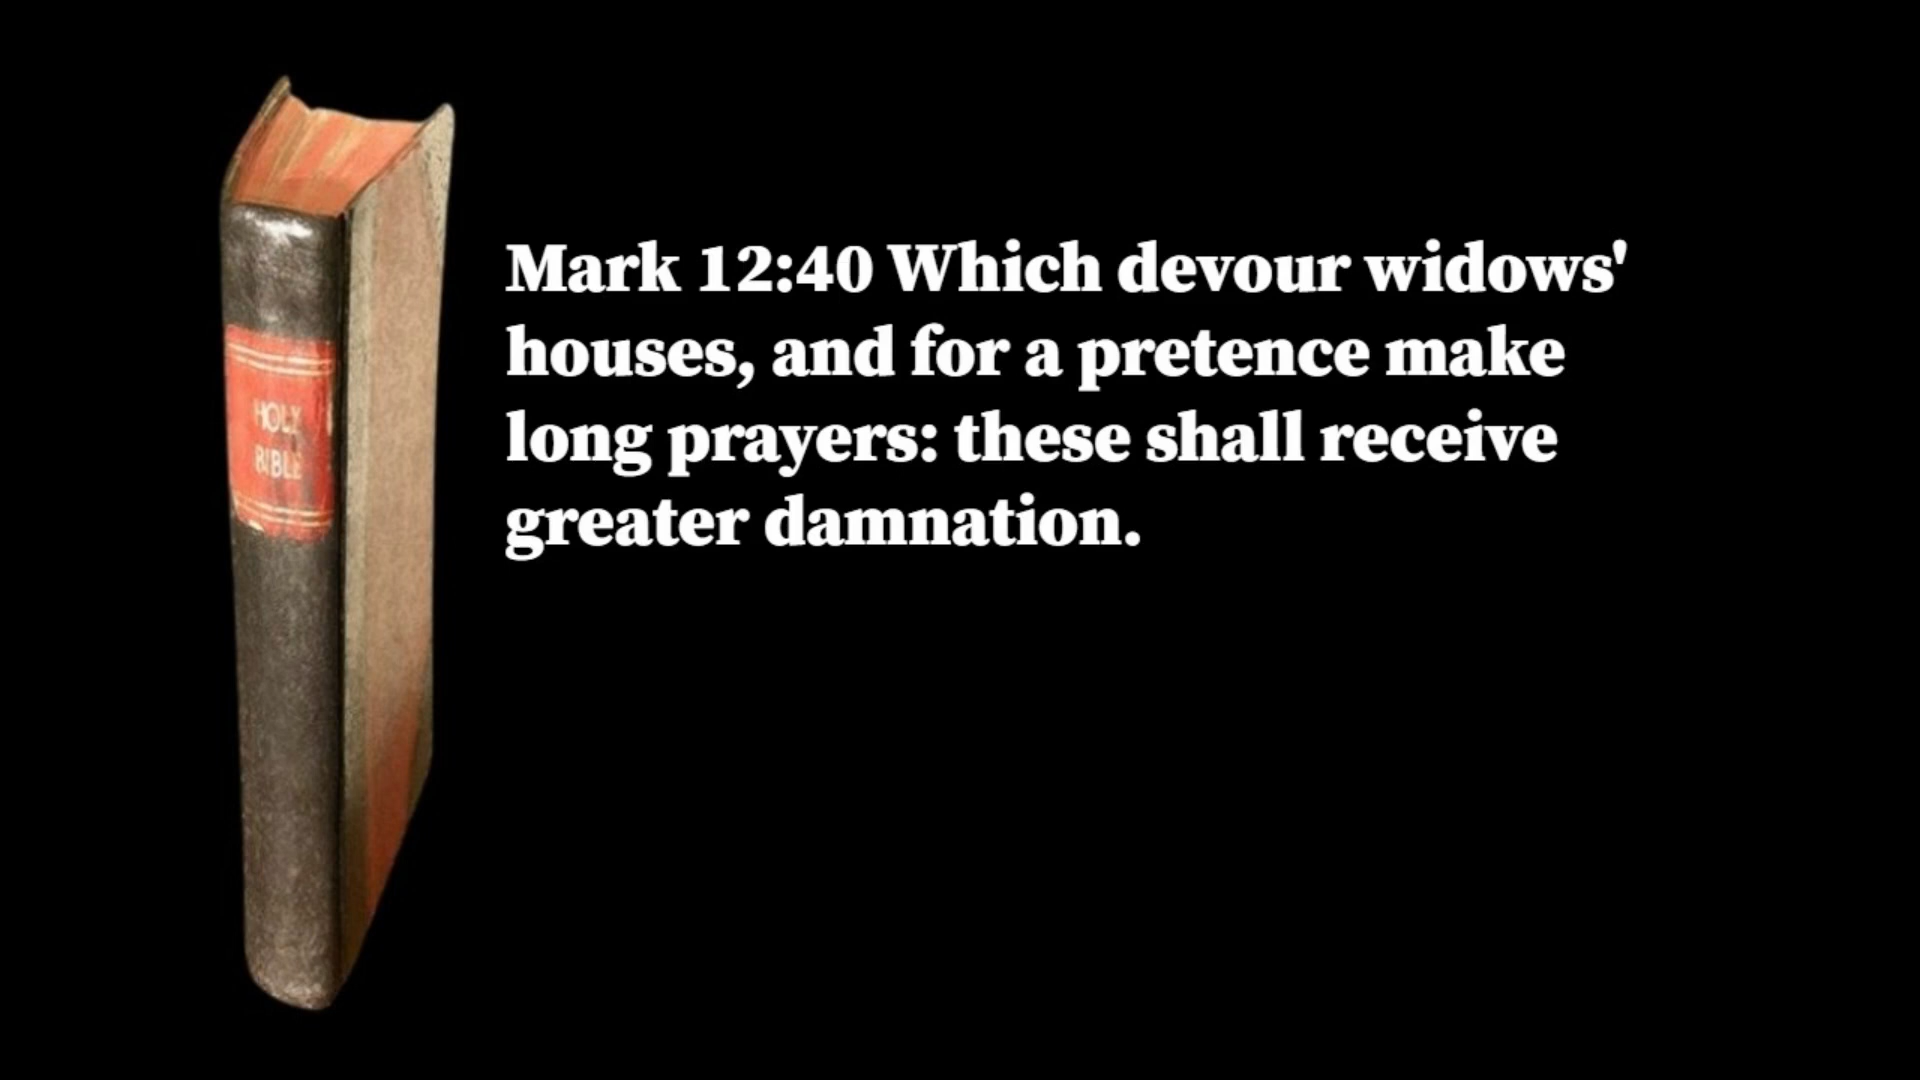 HOLY
BIBLE
Mark 12:40 Which devour widows'
houses, and for a pretence make
long prayers: these shall receive
greater damnation.